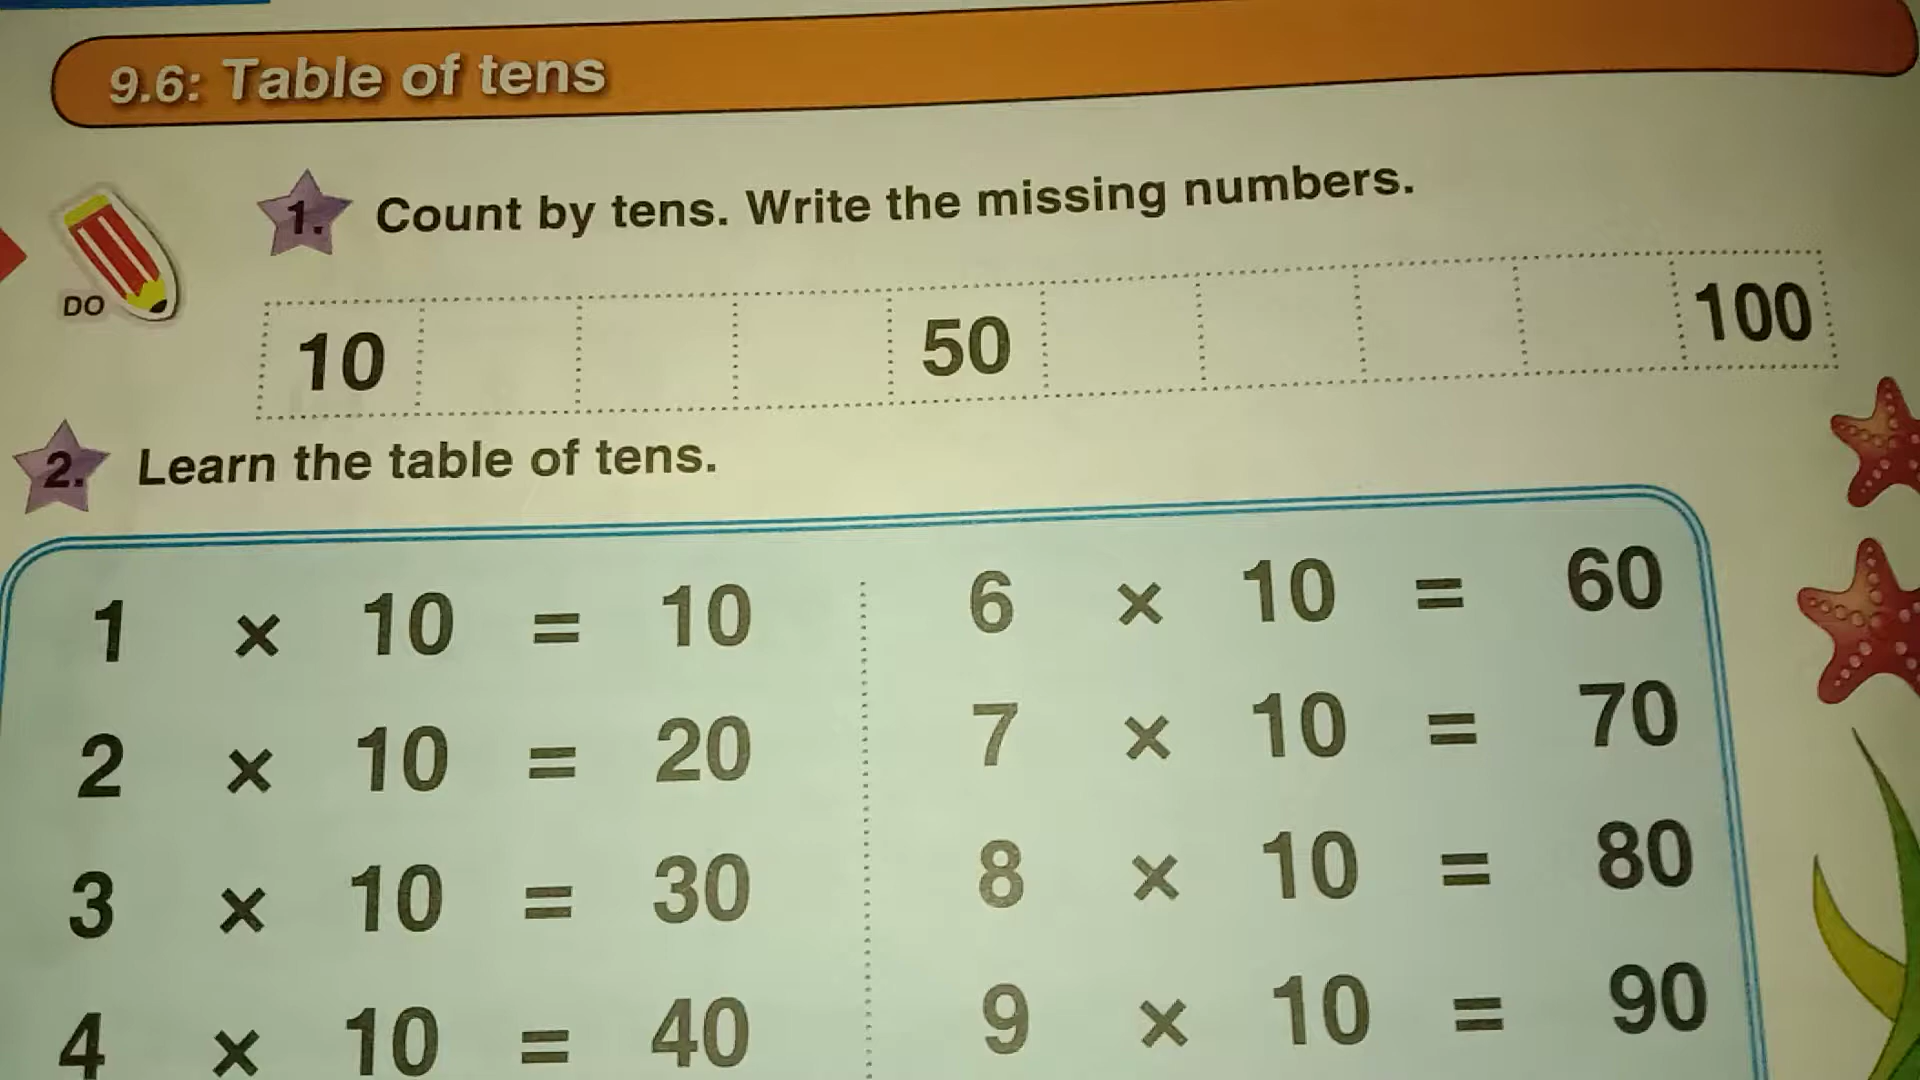 9.6: Table of tens
1. Count by tens. Write the missing numbers.
DO
10 50 100
2. Learn the table of tens.
1 × 10 = 10 6 × 10 = 60
2 × 10 = 20 7 × 10 = 70
3 × 10 = 30 8 × 10 = 80
4 × 10 = 40 9 × 10 = 90